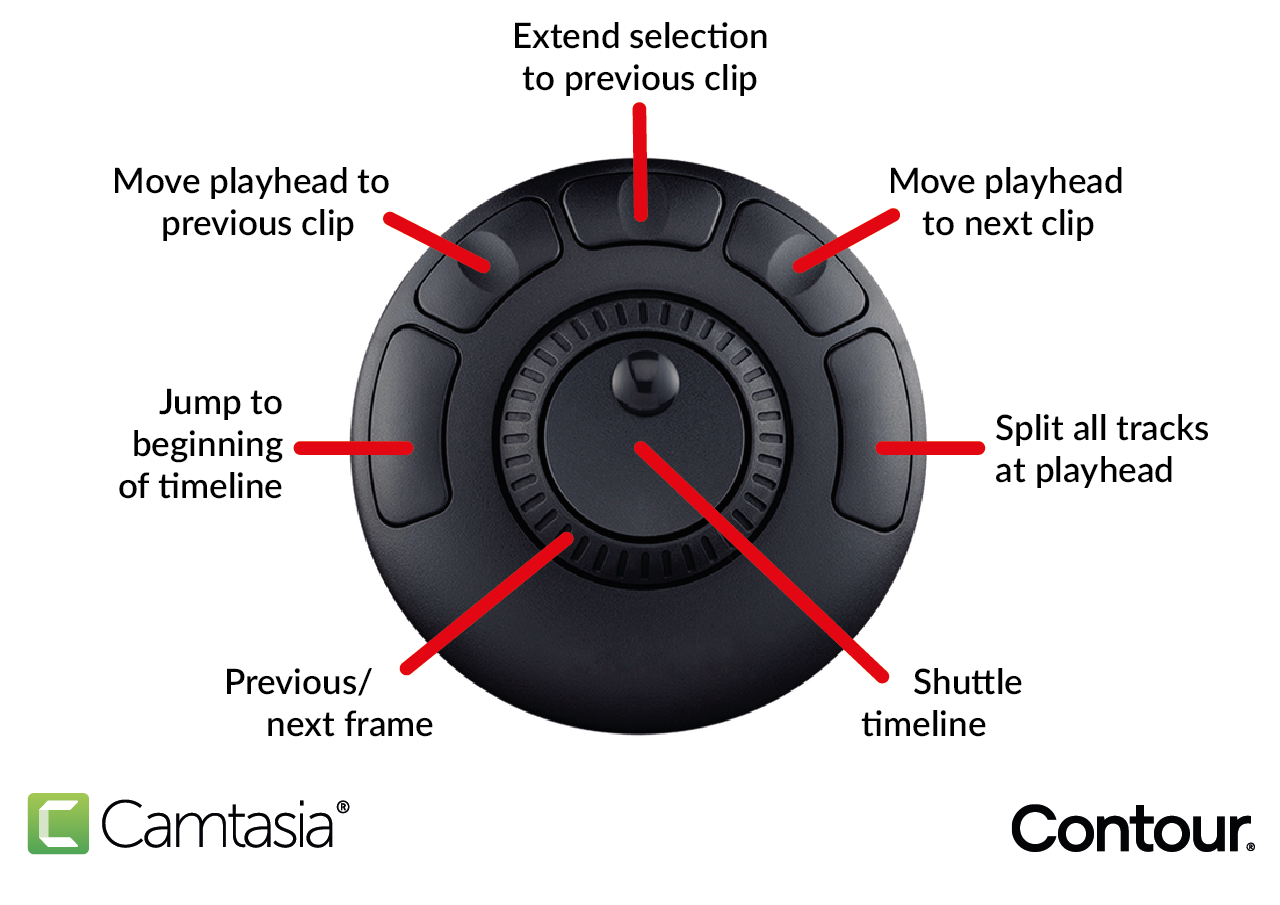 Extend selection
to previous clip
Move playhead to
previous clip
Move playhead
to next clip
Jump to
beginning
of timeline
Split all tracks
at playhead
Previous/
next frame
Shuttle
timeline
Camtasia®
Contour®